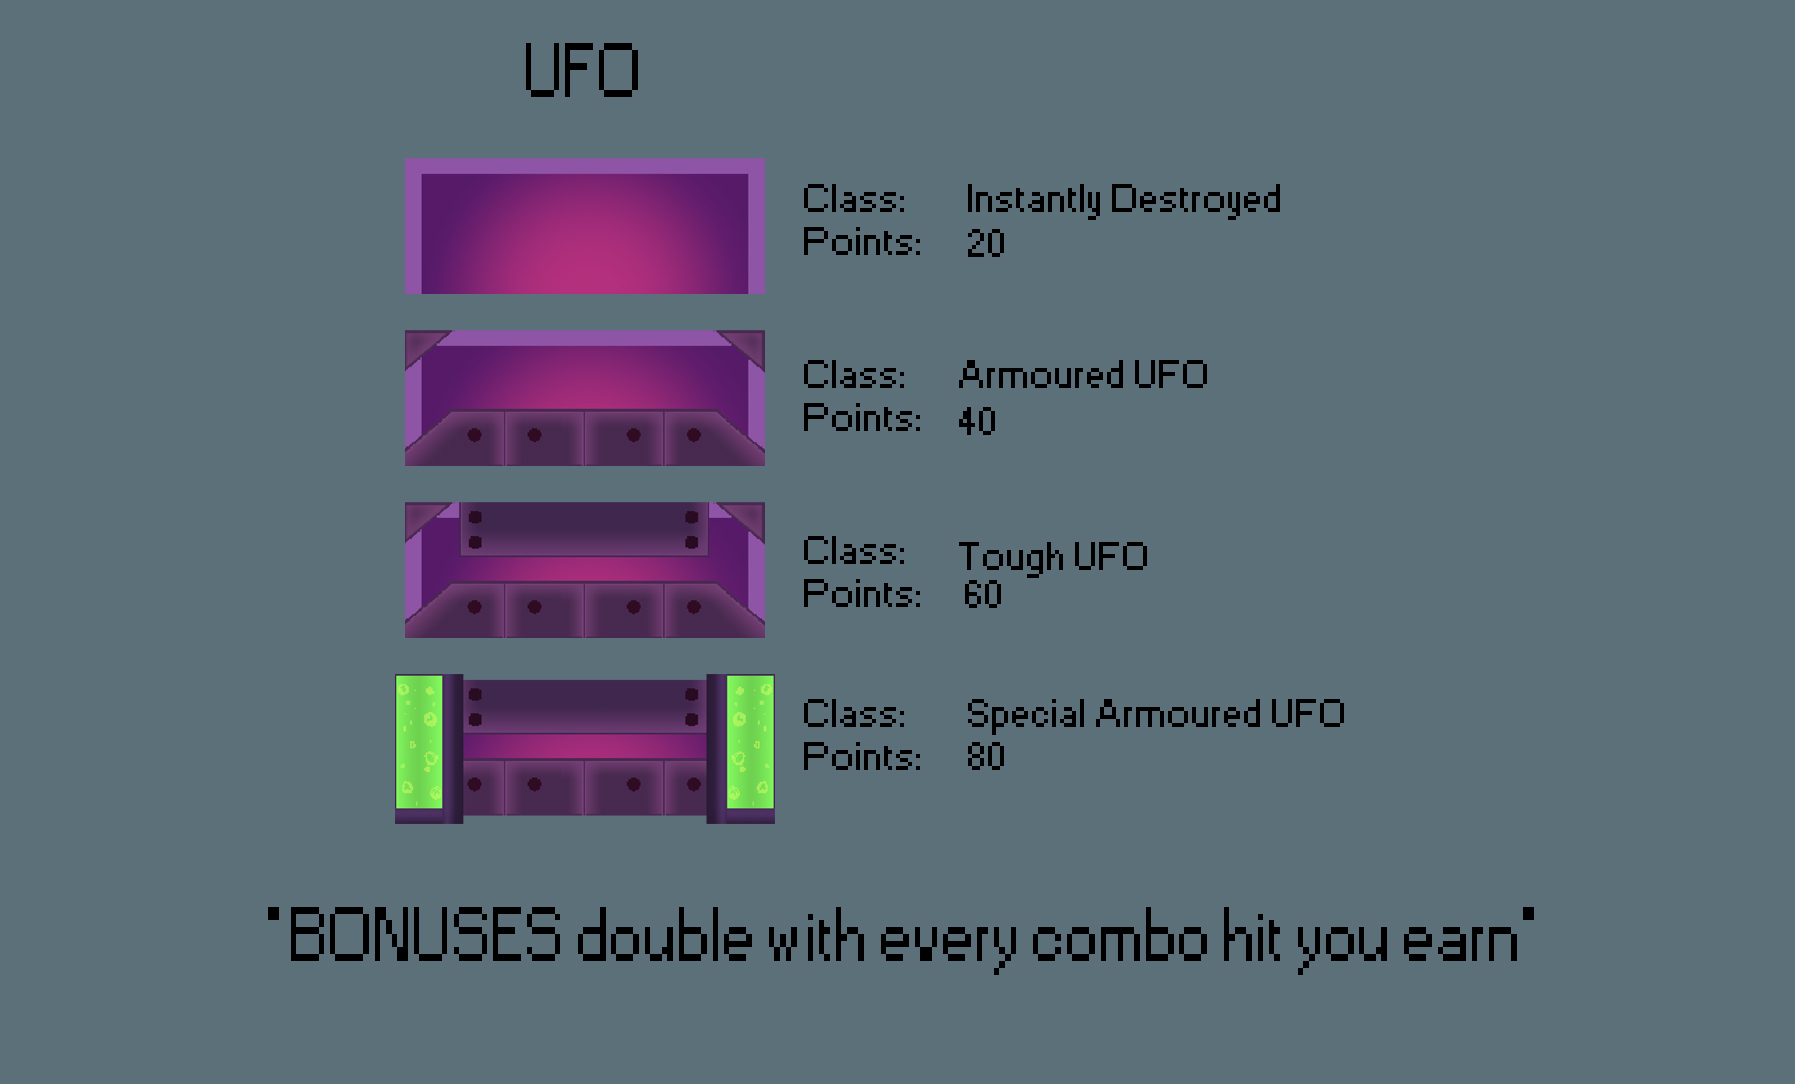 UFO
Class: Instantly Destroyed
Points: 20
Class: Armoured UFO
Points: 40
Class: Tough UFO
Points: 60
Class: Special Armoured UFO
Points: 80
"BONUSES double with every combo hit you earn"